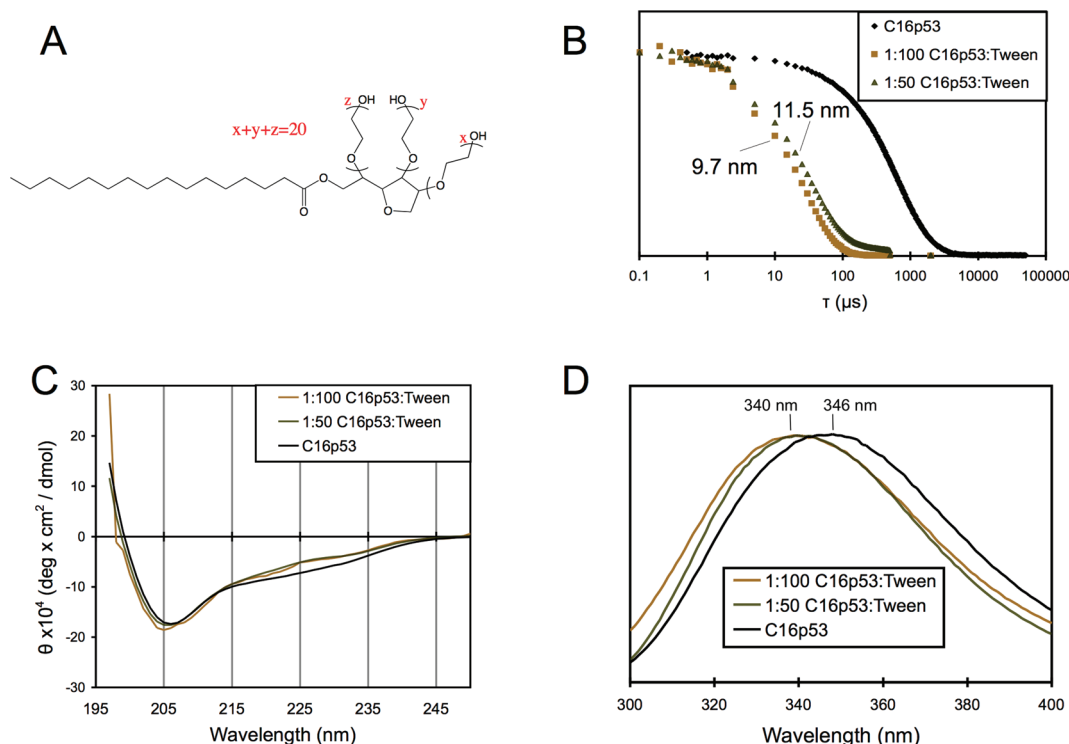 A
z
OH
HO
y
x
OH
x+y+z=20
O
O
O
O
O
O
B
C16p53
1:100 C16p53:Tween
1:50 C16p53:Tween
11.5 nm
9.7 nm
0.1 1 10 100 1000 10000 100000
τ (μs)
C
30
20
10
0
-10
-20
-30
θ x10⁴ (deg x cm² / dmol)
1:100 C16p53:Tween
1:50 C16p53:Tween
C16p53
195 205 215 225 235 245
Wavelength (nm)
D
340 nm 346 nm
1:100 C16p53:Tween
1:50 C16p53:Tween
C16p53
300 320 340 360 380 400
Wavelength (nm)